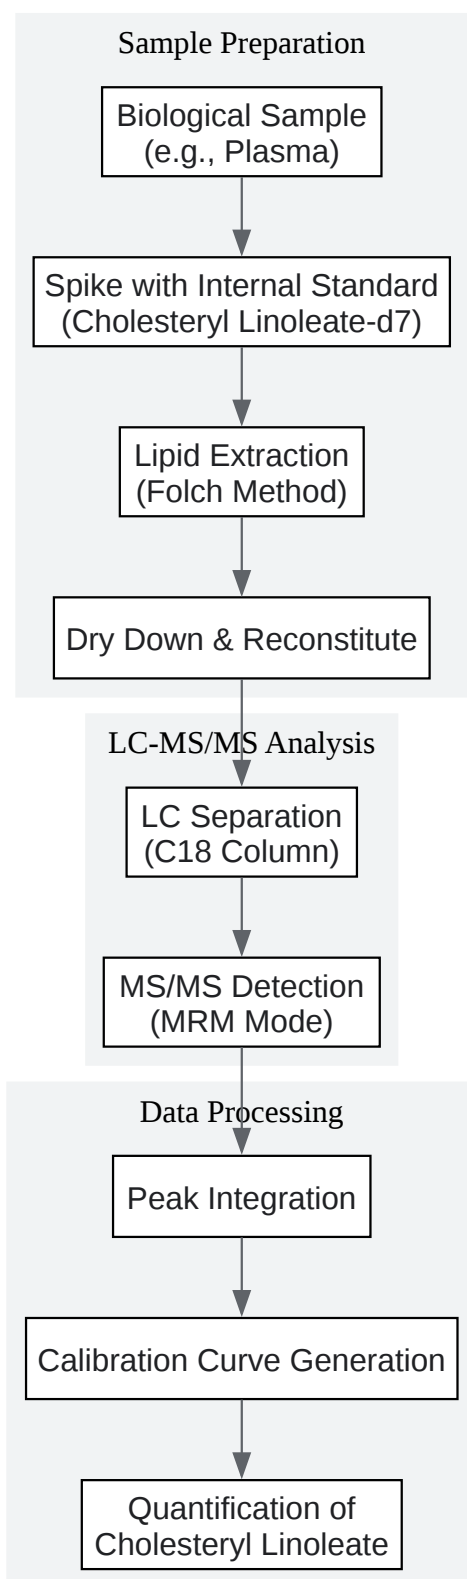 Sample Preparation
Biological Sample
(e.g., Plasma)
Spike with Internal Standard
(Cholesteryl Linoleate-d7)
Lipid Extraction
(Folch Method)
Dry Down & Reconstitute
LC-MS/MS Analysis
LC Separation
(C18 Column)
MS/MS Detection
(MRM Mode)
Data Processing
Peak Integration
Calibration Curve Generation
Quantification of
Cholesteryl Linoleate